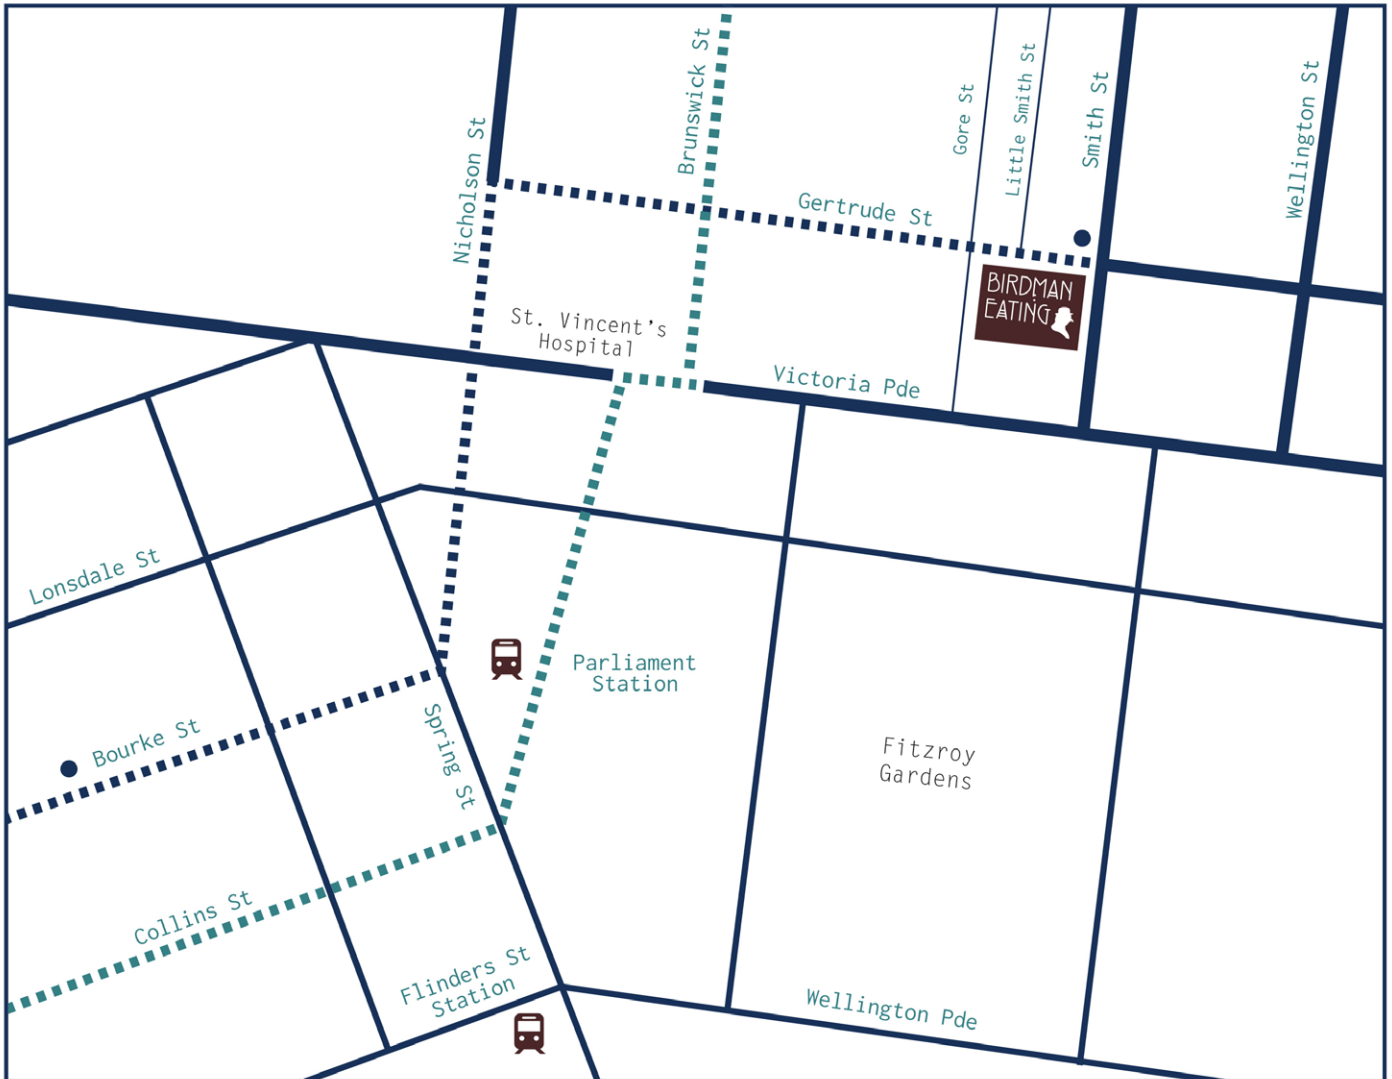 Nicholson St
Brunswick St
Gore St
Little Smith St
Smith St
Wellington St
Gertrude St
BIRDMAN
EATING
St. Vincent's
Hospital
Victoria Pde
Lonsdale St
Parliament
Station
Bourke St
Spring St
Fitzroy
Gardens
Collins St
Flinders St
Station
Wellington Pde